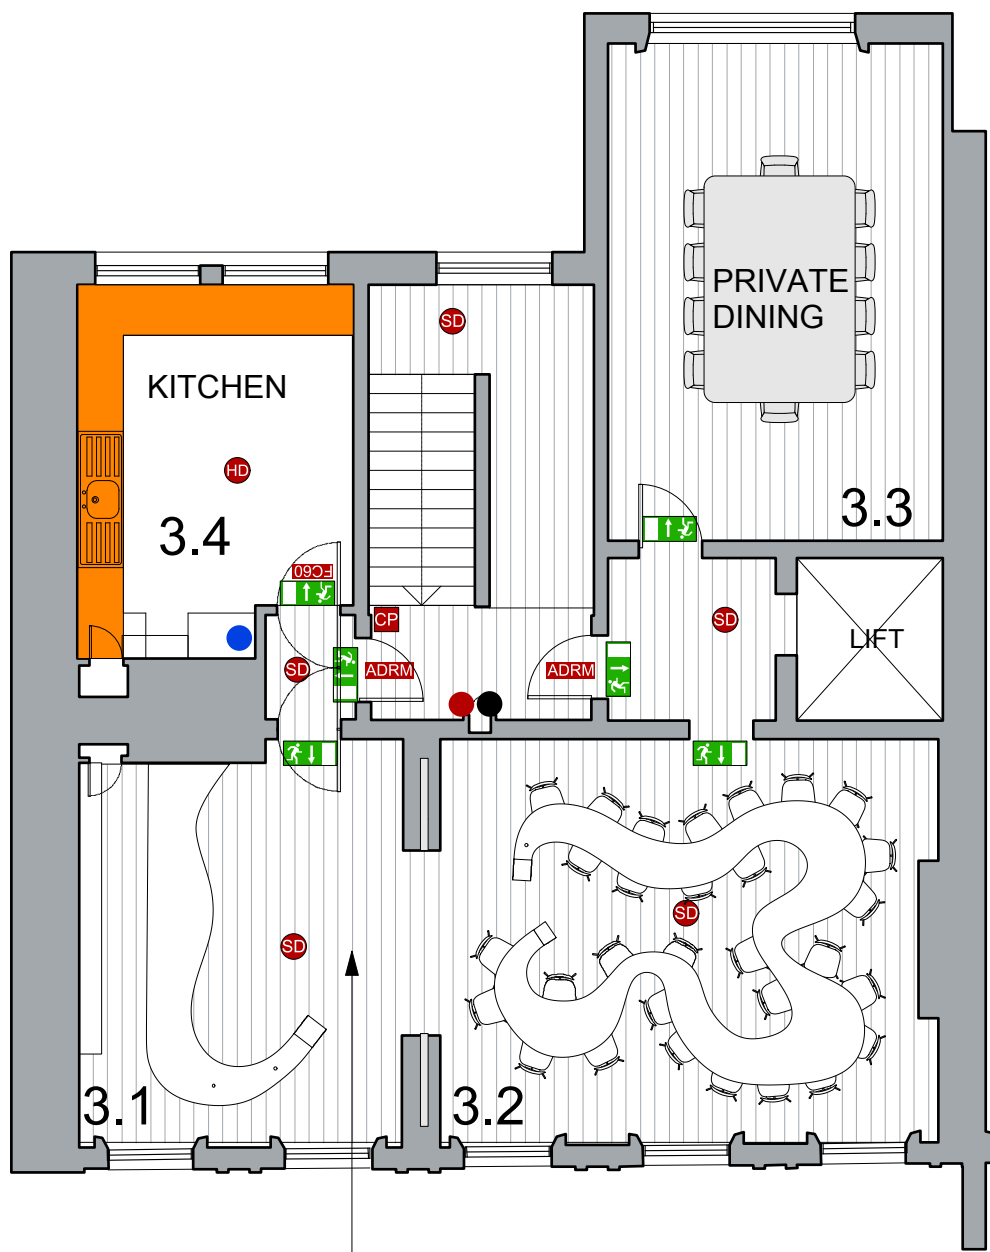 SD
PRIVATE
DINING
KITCHEN
HD
3.3
3.4
FC60
CP
SD
LIFT
SD
ADRM
ADRM
SD
SD
3.1
3.2